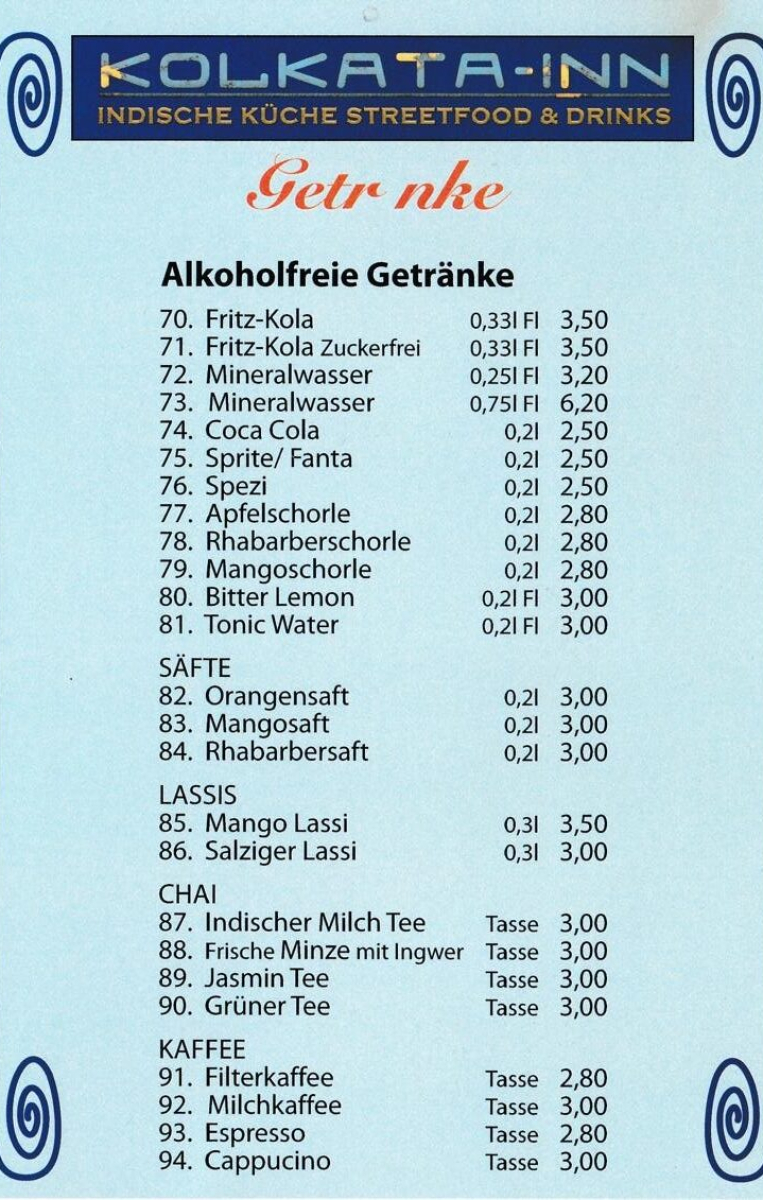 KOLKATA-INN
INDISCHE KÜCHE STREETFOOD & DRINKS
Getr nke
Alkoholfreie Getränke
70. Fritz-Kola 0,33l Fl 3,50
71. Fritz-Kola Zuckerfrei 0,33l Fl 3,50
72. Mineralwasser 0,25l Fl 3,20
73. Mineralwasser 0,75l Fl 6,20
74. Coca Cola 0,2l 2,50
75. Sprite/ Fanta 0,2l 2,50
76. Spezi 0,2l 2,50
77. Apfelschorle 0,2l 2,80
78. Rhabarberschorle 0,2l 2,80
79. Mangoschorle 0,2l 2,80
80. Bitter Lemon 0,2l Fl 3,00
81. Tonic Water 0,2l Fl 3,00
SÄFTE
82. Orangensaft 0,2l 3,00
83. Mangosaft 0,2l 3,00
84. Rhabarbersaft 0,2l 3,00
LASSIS
85. Mango Lassi 0,3l 3,50
86. Salziger Lassi 0,3l 3,00
CHAI
87. Indischer Milch Tee Tasse 3,00
88. Frische Minze mit Ingwer Tasse 3,00
89. Jasmin Tee Tasse 3,00
90. Grüner Tee Tasse 3,00
KAFFEE
91. Filterkaffee Tasse 2,80
92. Milchkaffee Tasse 3,00
93. Espresso Tasse 2,80
94. Cappucino Tasse 3,00